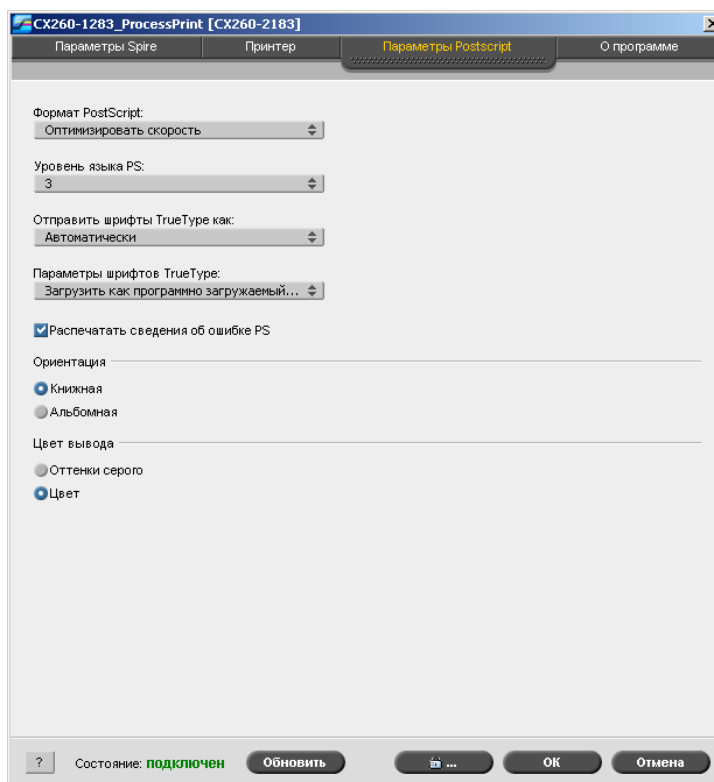 CX260-1283_ProcessPrint [CX260-2183]
Параметры Spire Принтер Параметры Postscript О программе
Формат PostScript:
Оптимизировать скорость
Уровень языка PS:
3
Отправить шрифты TrueType как:
Автоматически
Параметры шрифтов TrueType:
Загрузить как программно загружаемый...
Распечатать сведения об ошибке PS
Ориентация
Книжная
Альбомная
Цвет вывода
Оттенки серого
Цвет
? Состояние: подключен Обновить ... ОК Отмена